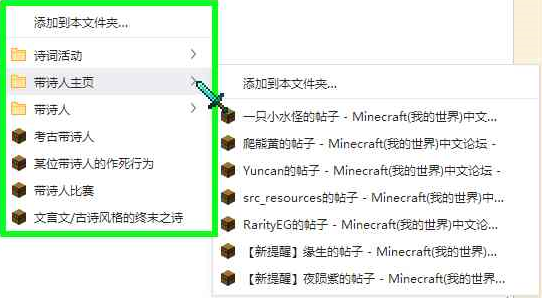 添加到本文件夹...
诗词活动
带诗人主页
带诗人
考古带诗人
某位带诗人的作死行为
带诗人比赛
文言文/古诗风格的终末之诗
添加到本文件夹...
一只小水怪的帖子 - Minecraft(我的世界)中文...
爬熊黄的帖子 - Minecraft(我的世界)中文论坛 -
Yuncan的帖子 - Minecraft(我的世界)中文论坛 -
src_resources的帖子 - Minecraft(我的世界)中...
RarityEG的帖子 - Minecraft(我的世界)中文论...
【新提醒】缘生的帖子 - Minecraft(我的世界)...
【新提醒】夜陨紫的帖子 - Minecraft(我的世界...